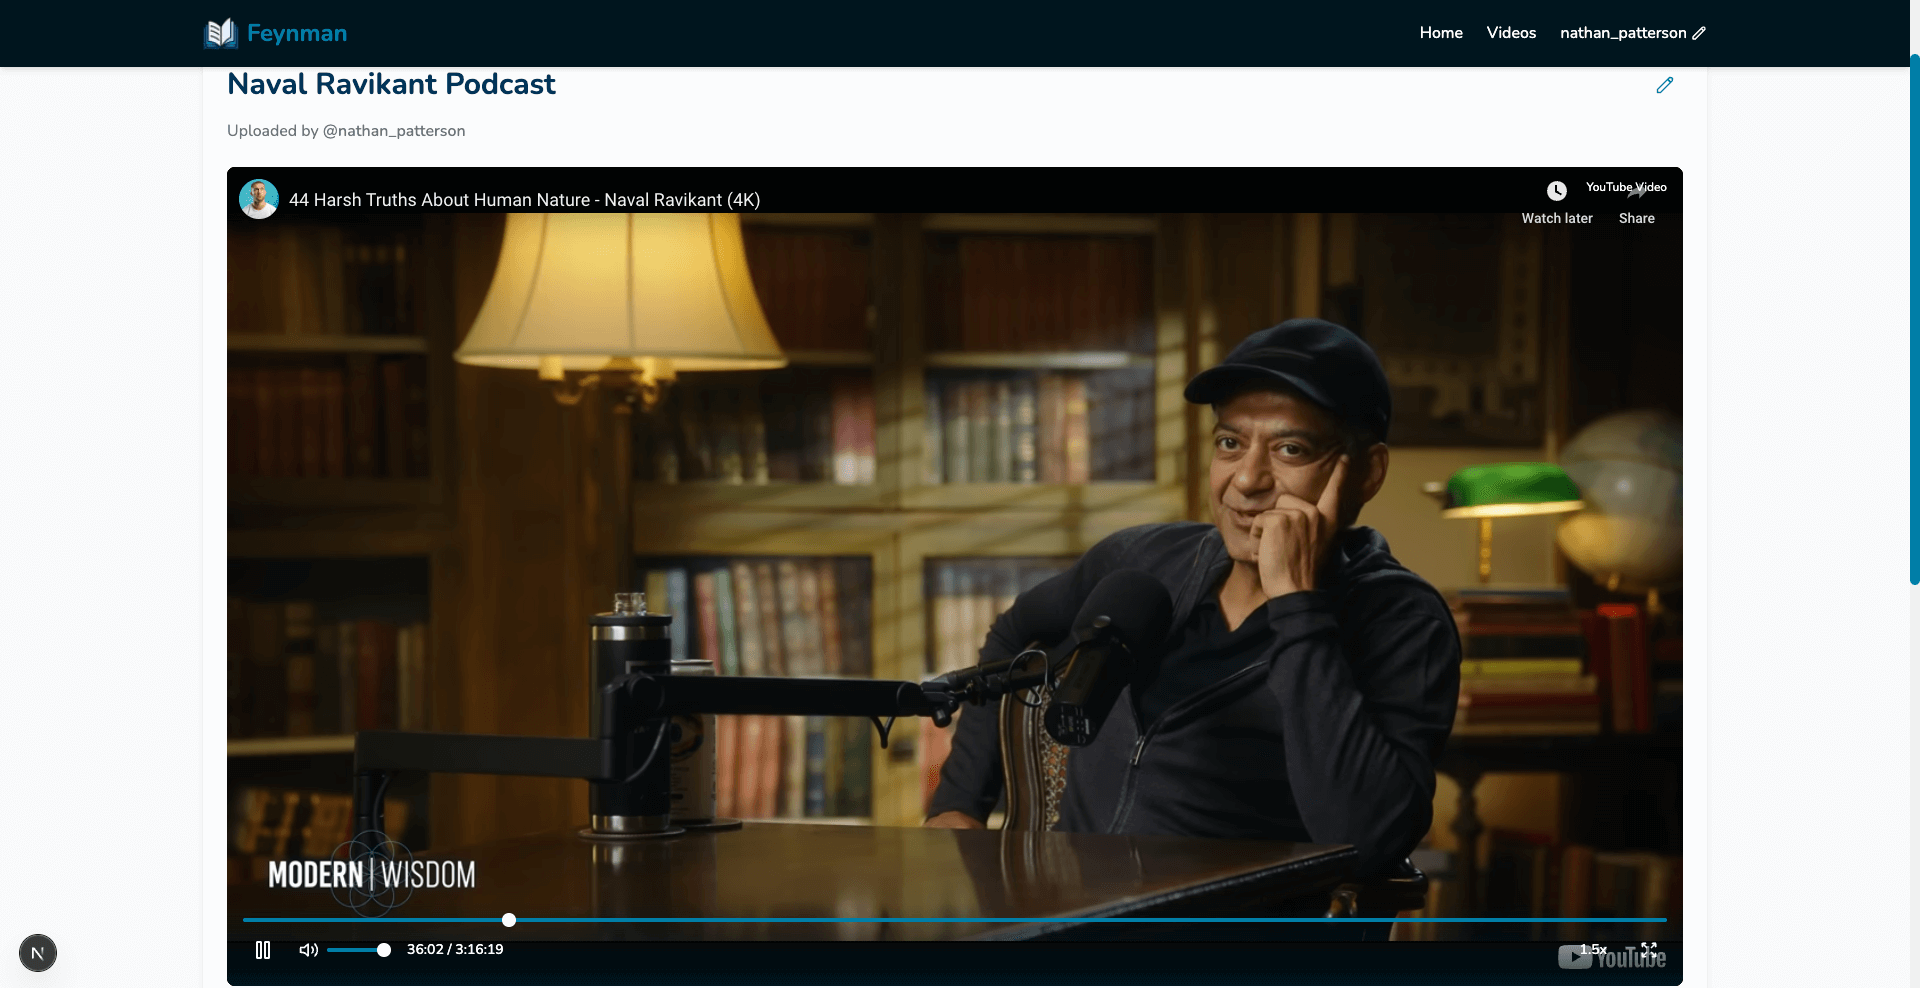 Feynman
Home Videos nathan_patterson
Naval Ravikant Podcast
Uploaded by @nathan_patterson
44 Harsh Truths About Human Nature - Naval Ravikant (4K)
YouTube Video
Watch later Share
MODERN WISDOM
36:02 / 3:16:19
1.5x
YouTube
N